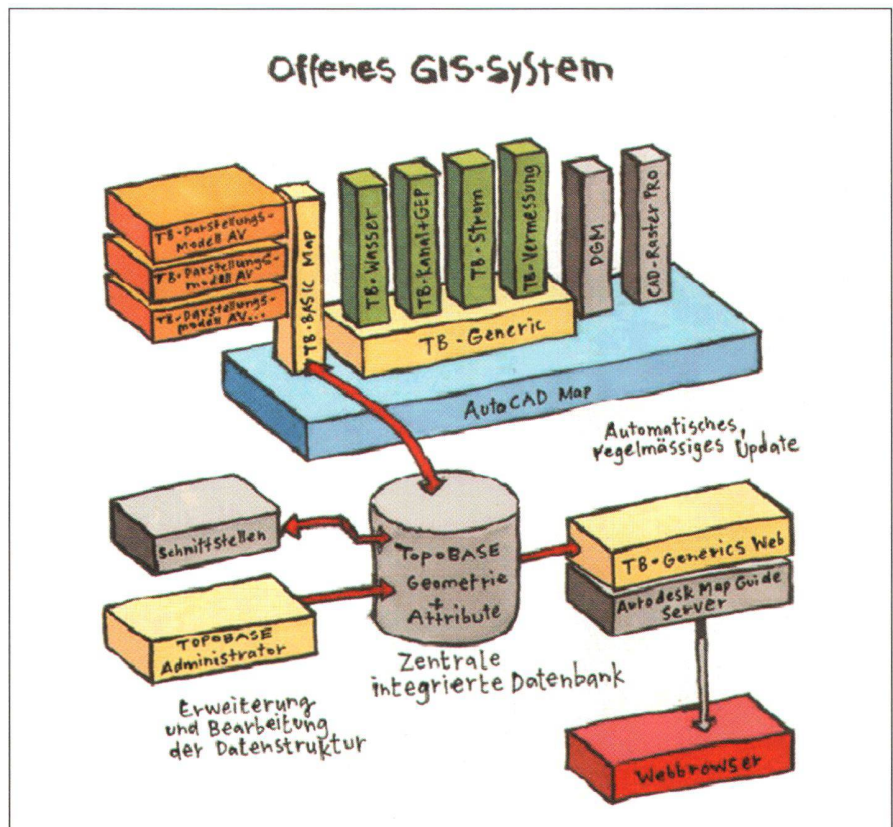 Offenes GIS-System
TB-Darstellungs-
Modell AV
TB-Darstellungs-
modell AV
TB-Darstellungs-
modell AV...
TB-BASIC Map
TB-Wasser
TB-Kanal+GEP
TB-Strom
TB-Vermessung
DGM
CAD-Raster PRO
TB-Generic
AutoCAD Map
Automatisches,
regelmässiges Update
Schnittstellen
TOPOBASE
Administrator
TOPOBASE
Geometrie
+
Attribute
TB-Generics Web
Autodesk Map Guide
Server
Zentrale
integrierte Datenbank
Erweiterung
und Bearbeitung
der Datenstruktur
Webbrowser